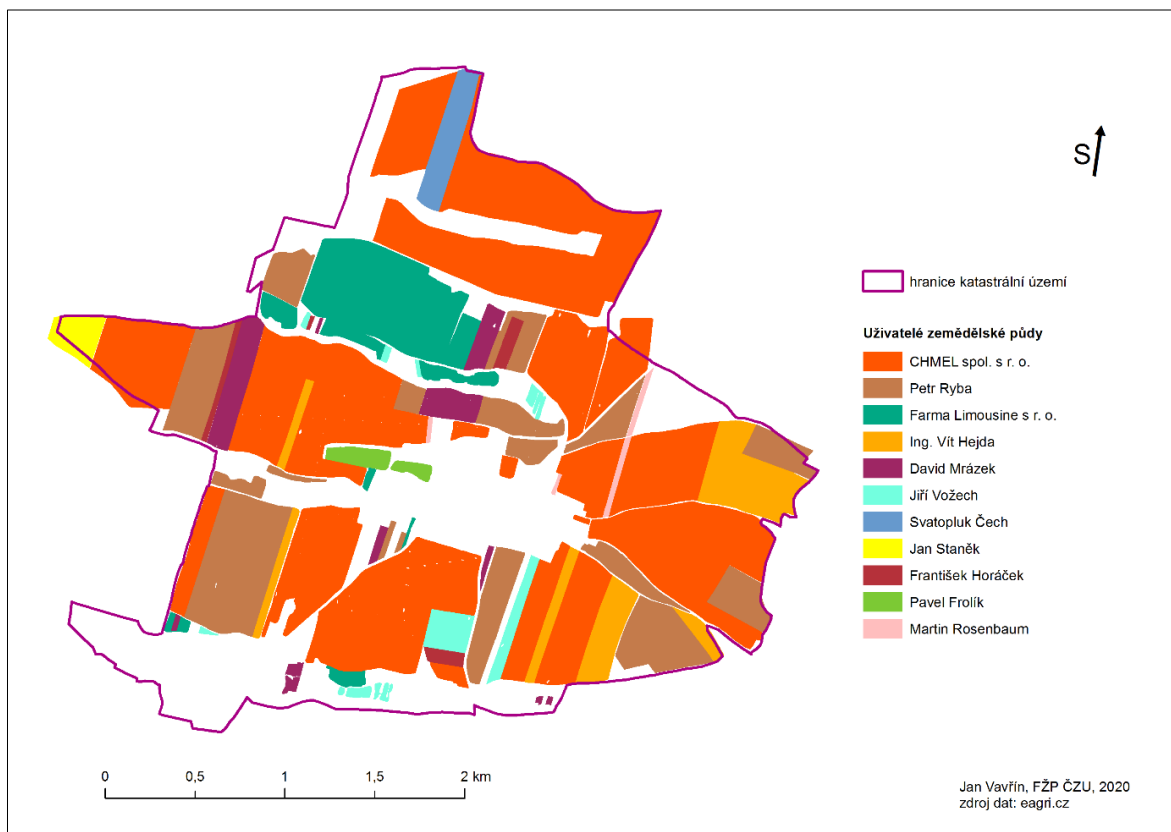 S
hranice katastrální území
Uživatelé zemědělské půdy
CHMEL spol. s r. o.
Petr Ryba
Farma Limousine s r. o.
Ing. Vít Hejda
David Mrázek
Jiří Vožech
Svatopluk Čech
Jan Staněk
František Horáček
Pavel Frolík
Martin Rosenbaum
0 0,5 1 1,5 2 km
Jan Vavřín, FŽP ČZU, 2020
zdroj dat: eagri.cz